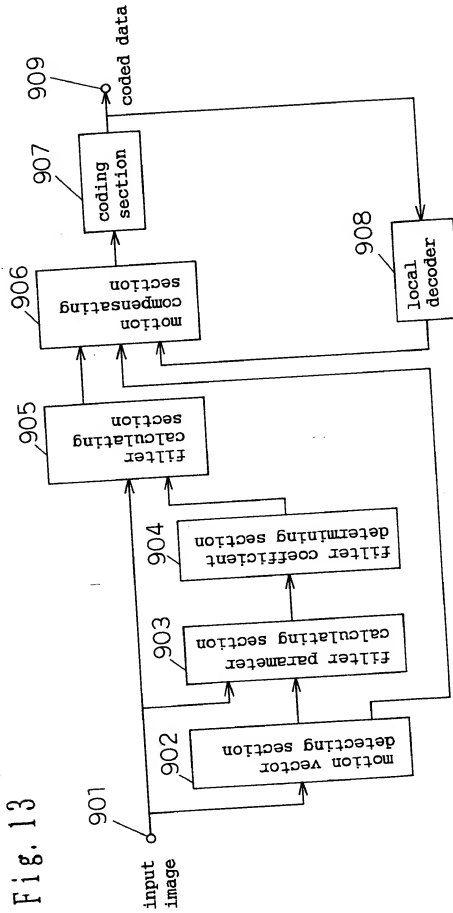 Fig. 13
901
input
image
902
motion vector
detecting section
903
filter parameter
calculating section
904
filter coefficient
determining section
905
filter
calculating
section
906
motion
compensating
section
907
coding
section
908
local
decoder
909
coded data